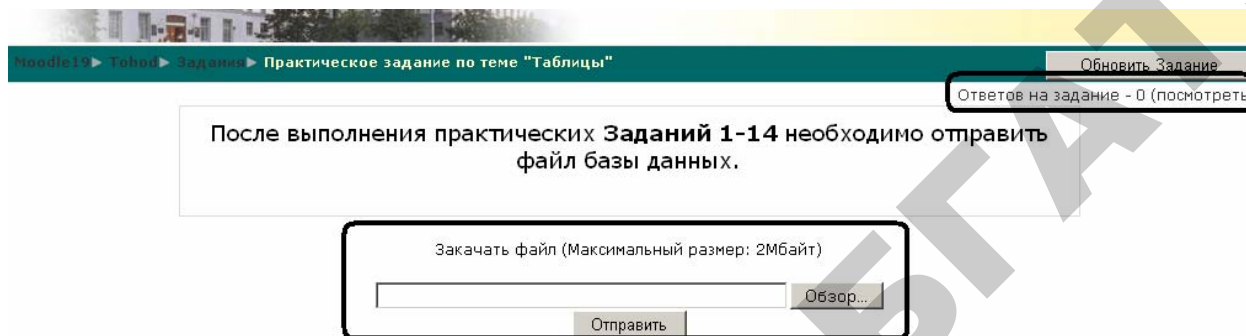 Moodle19► Tohod► Задания► Практическое задание по теме "Таблицы"
Обновить Задание
Ответов на задание - 0 (посмотреть
После выполнения практических Заданий 1-14 необходимо отправить
файл базы данных.
Закачать файл (Максимальный размер: 2Мбайт)
Обзор...
Отправить